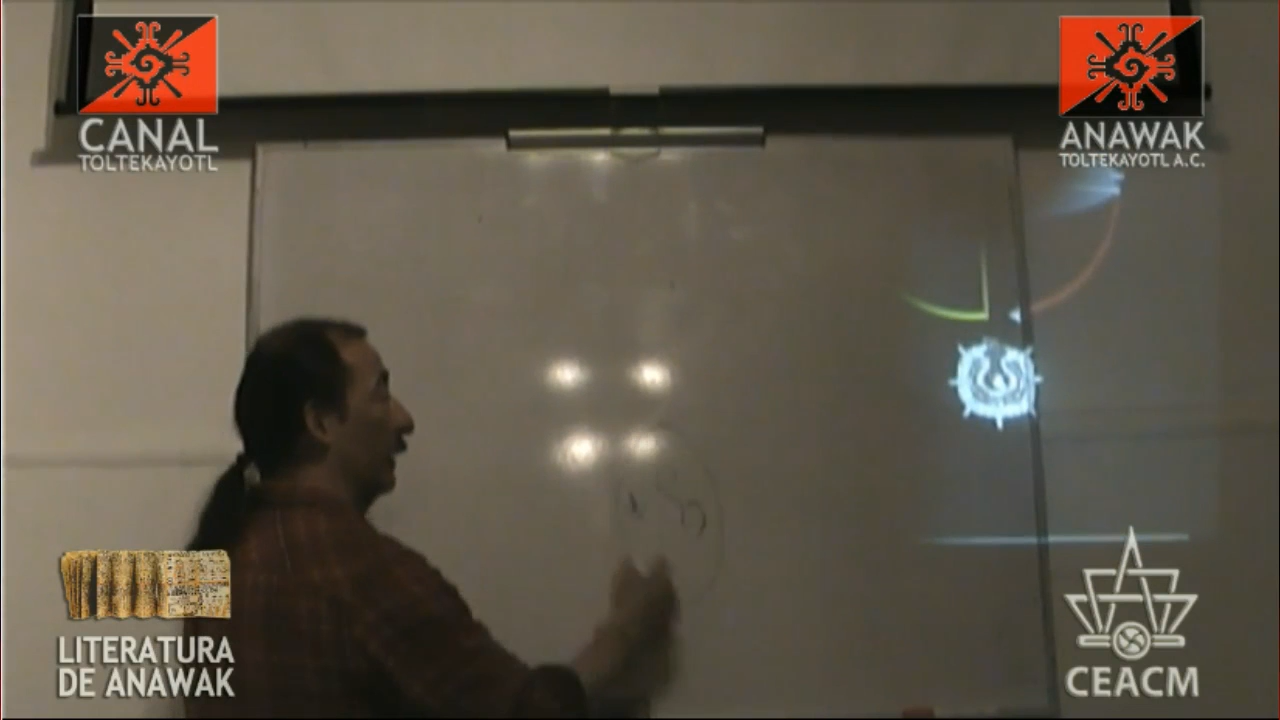 CANAL
TOLTEKAYOTL
ANAWAK
TOLTEKAYOTL A.C.
LITERATURA
DE ANAWAK
CEACM